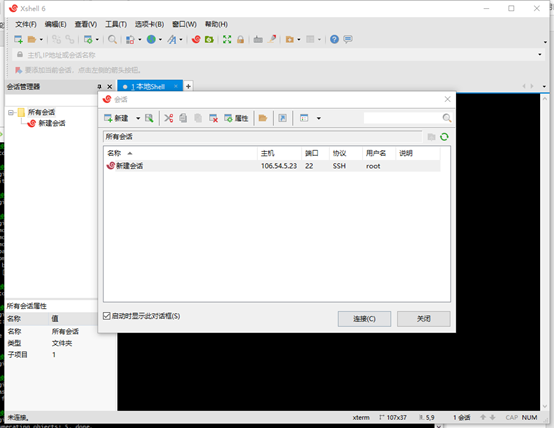 Xshell 6
文件(F) 编辑(E) 查看(V) 工具(T) 选项卡(B) 窗口(W) 帮助(H)
主机,IP地址或会话名称
要添加当前会话，点击左侧的箭头按钮。
会话管理器
1 本地Shell
所有会话
新建会话
会话
新建
属性
所有会话
名称 主机 端口 协议 用户名 说明
新建会话 106.54.5.23 22 SSH root
启动时显示此对话框(S)
连接(C) 关闭
所有会话属性
名称 值
名称 所有会话
类型 文件夹
子项目 1
未连接。 xterm 107x37 5,9 1 会话 CAP NUM